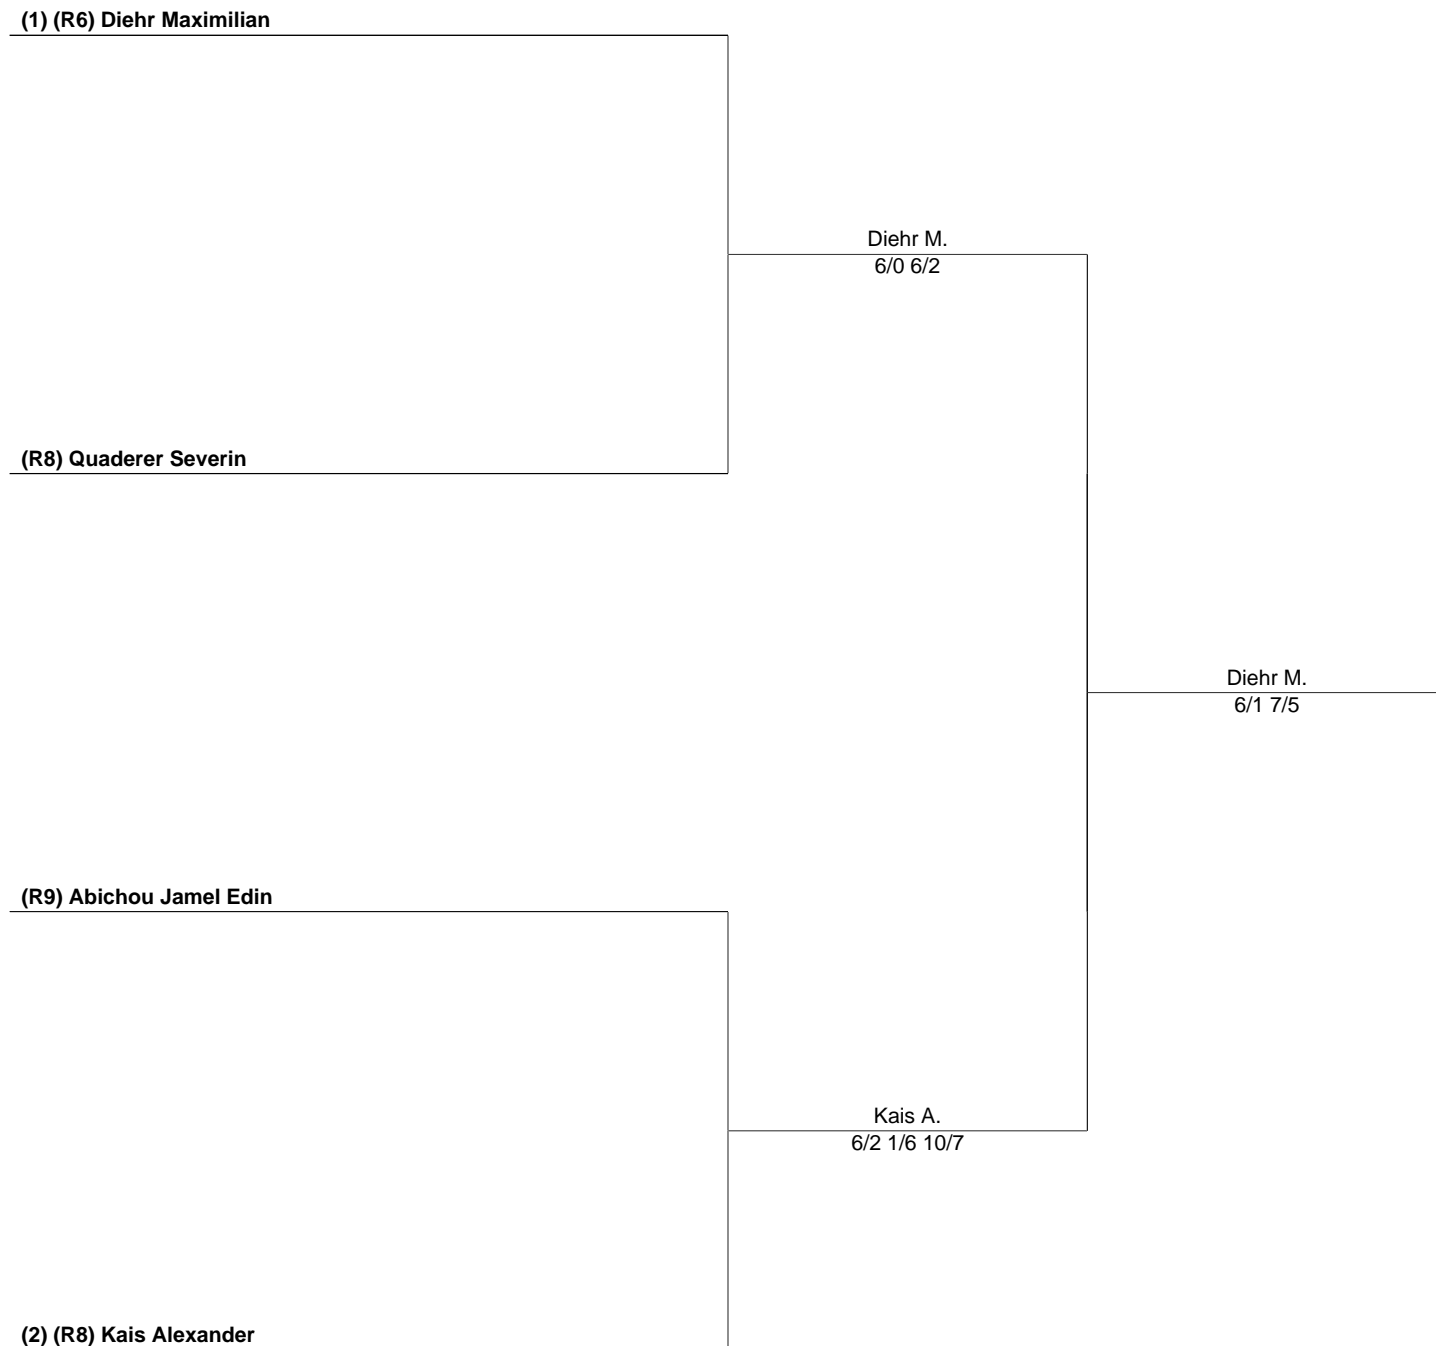 (1) (R6) Diehr Maximilian
Diehr M.
6/0 6/2
(R8) Quaderer Severin
Diehr M.
6/1 7/5
(R9) Abichou Jamel Edin
Kais A.
6/2 1/6 10/7
(2) (R8) Kais Alexander